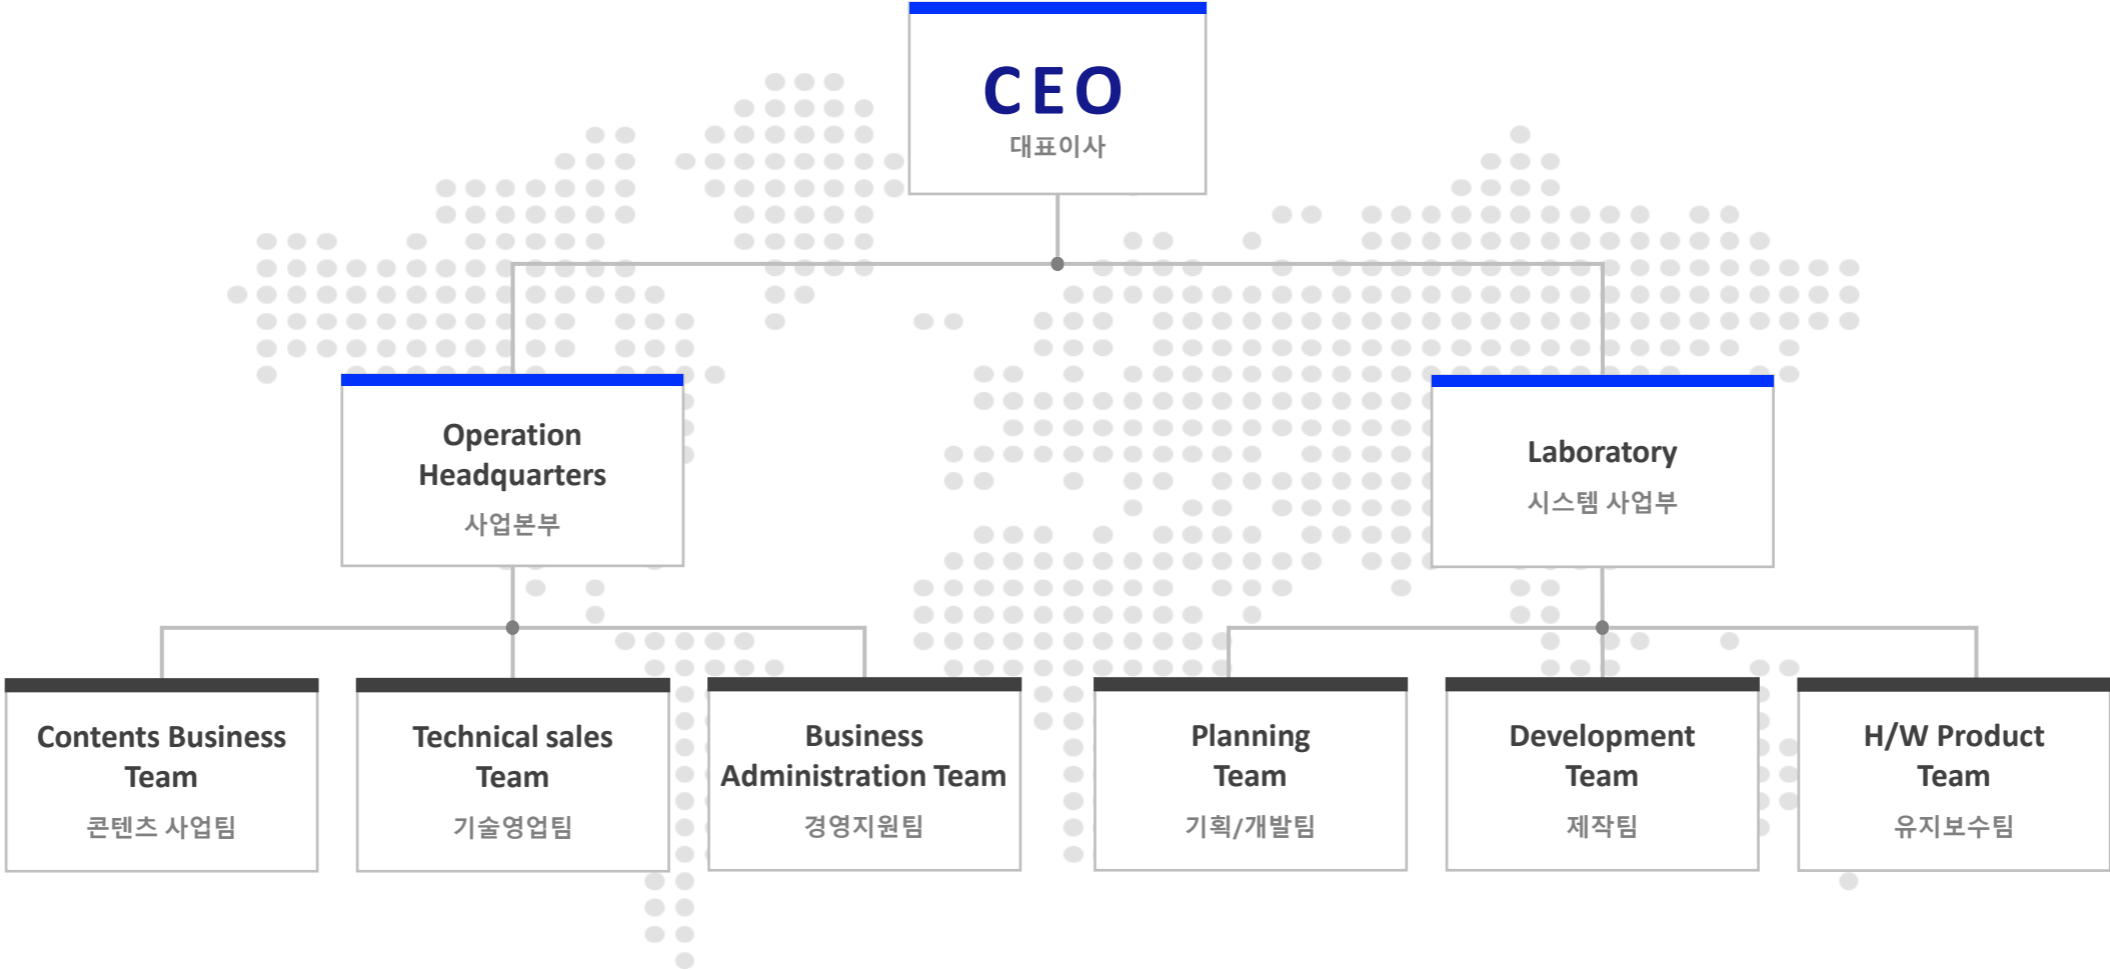 CEO
대표이사
Operation
Headquarters
사업본부
Laboratory
시스템 사업부
Contents Business
Team
콘텐츠 사업팀
Technical sales
Team
기술영업팀
Business
Administration Team
경영지원팀
Planning
Team
기획/개발팀
Development
Team
제작팀
H/W Product
Team
유지보수팀